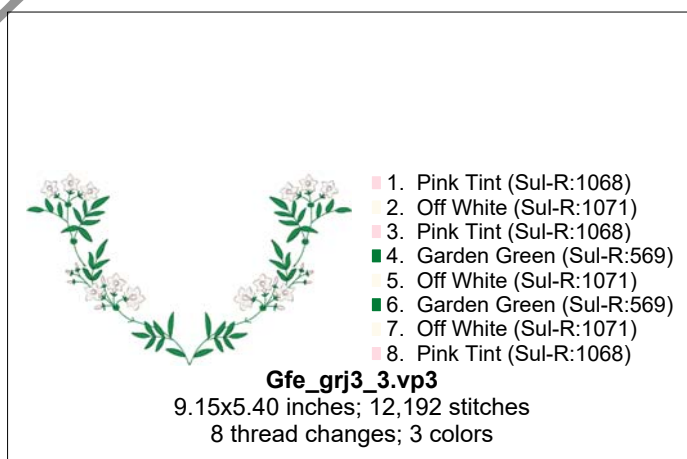 1. Pink Tint (Sul-R:1068)
2. Off White (Sul-R:1071)
3. Pink Tint (Sul-R:1068)
4. Garden Green (Sul-R:569)
5. Off White (Sul-R:1071)
6. Garden Green (Sul-R:569)
7. Off White (Sul-R:1071)
8. Pink Tint (Sul-R:1068)
Gfe_grj3_3.vp3
9.15x5.40 inches; 12,192 stitches
8 thread changes; 3 colors